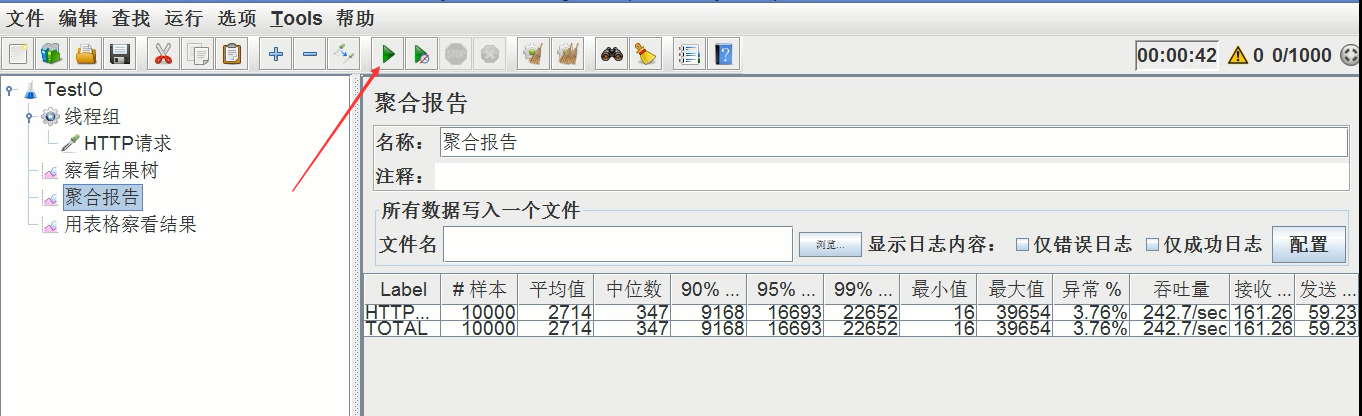 文件 编辑 查找 运行 选项 Tools 帮助
00:00:42 0 0/1000
TestIO
线程组
HTTP请求
察看结果树
聚合报告
用表格察看结果
聚合报告
名称： 聚合报告
注释：
所有数据写入一个文件
文件名 浏览... 显示日志内容： 仅错误日志 仅成功日志 配置
Label # 样本 平均值 中位数 90% ... 95% ... 99% ... 最小值 最大值 异常 % 吞吐量 接收 ... 发送 ...
HTTP... 10000 2714 347 9168 16693 22652 16 39654 3.76% 242.7/sec 161.26 59.23
TOTAL 10000 2714 347 9168 16693 22652 16 39654 3.76% 242.7/sec 161.26 59.23